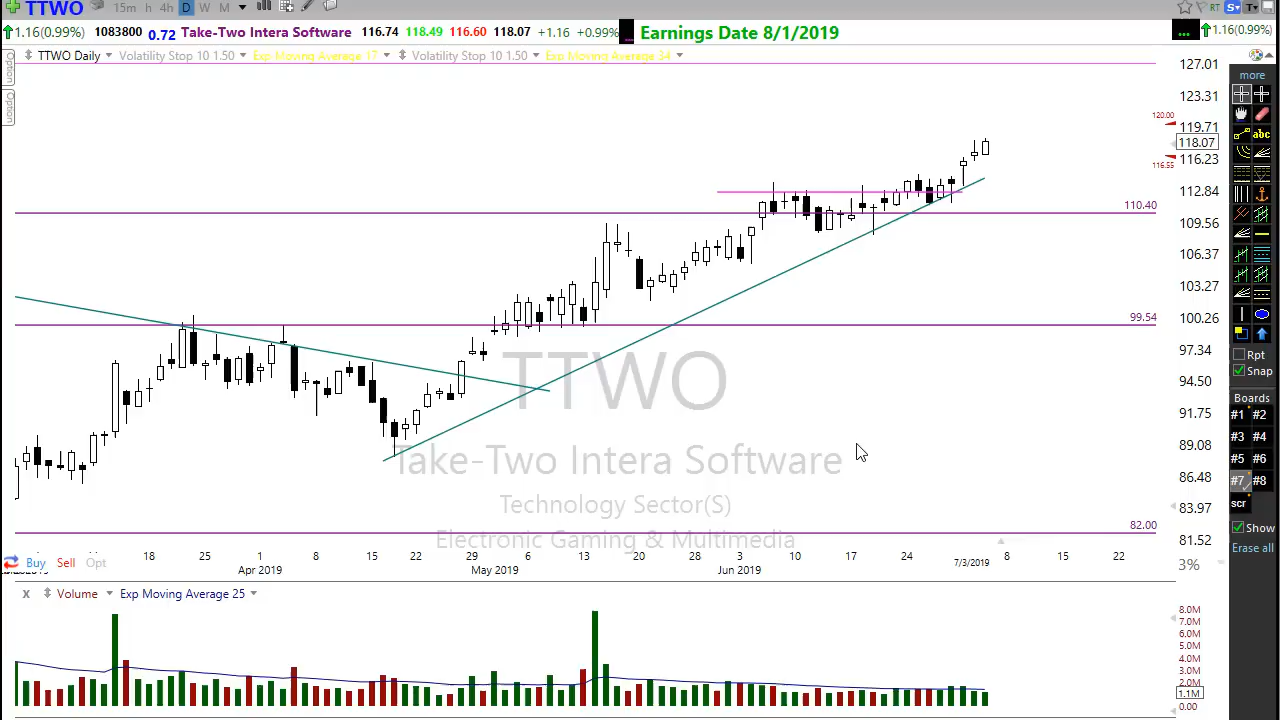 TTWO 15m h 4h D W M RT S T
1.16(0.99%) 1083800 0.72 Take-Two Intera Software 116.74 118.49 116.60 118.07 +1.16 +0.99% Earnings Date 8/1/2019 ... 1.16(0.99%)
TTWO Daily Volatility Stop 10 1.50 Exp Moving Average 17 Volatility Stop 10 1.50 Exp Moving Average 34
Option
Option
127.01
123.31
120.00
119.71
118.07
116.23
116.55
112.84
110.40
109.56
106.37
103.27
99.54
100.26
97.34
94.50
91.75
89.08
86.48
83.97
82.00
81.52
3%
TTWO
Take-Two Intera Software
Technology Sector(S)
Electronic Gaming & Multimedia
more
abc
Rpt
Snap
Boards
#1 #2
#3 #4
#5 #6
#7 #8
scr
Show
Erase all
18 25 1 8 15 22 29 6 13 20 28 3 10 17 24 7/3/2019 8 15 22
Apr 2019 May 2019 Jun 2019
Buy Sell Opt
x Volume Exp Moving Average 25
8.0M
7.0M
6.0M
5.0M
4.0M
3.0M
2.0M
1.1M
0.00